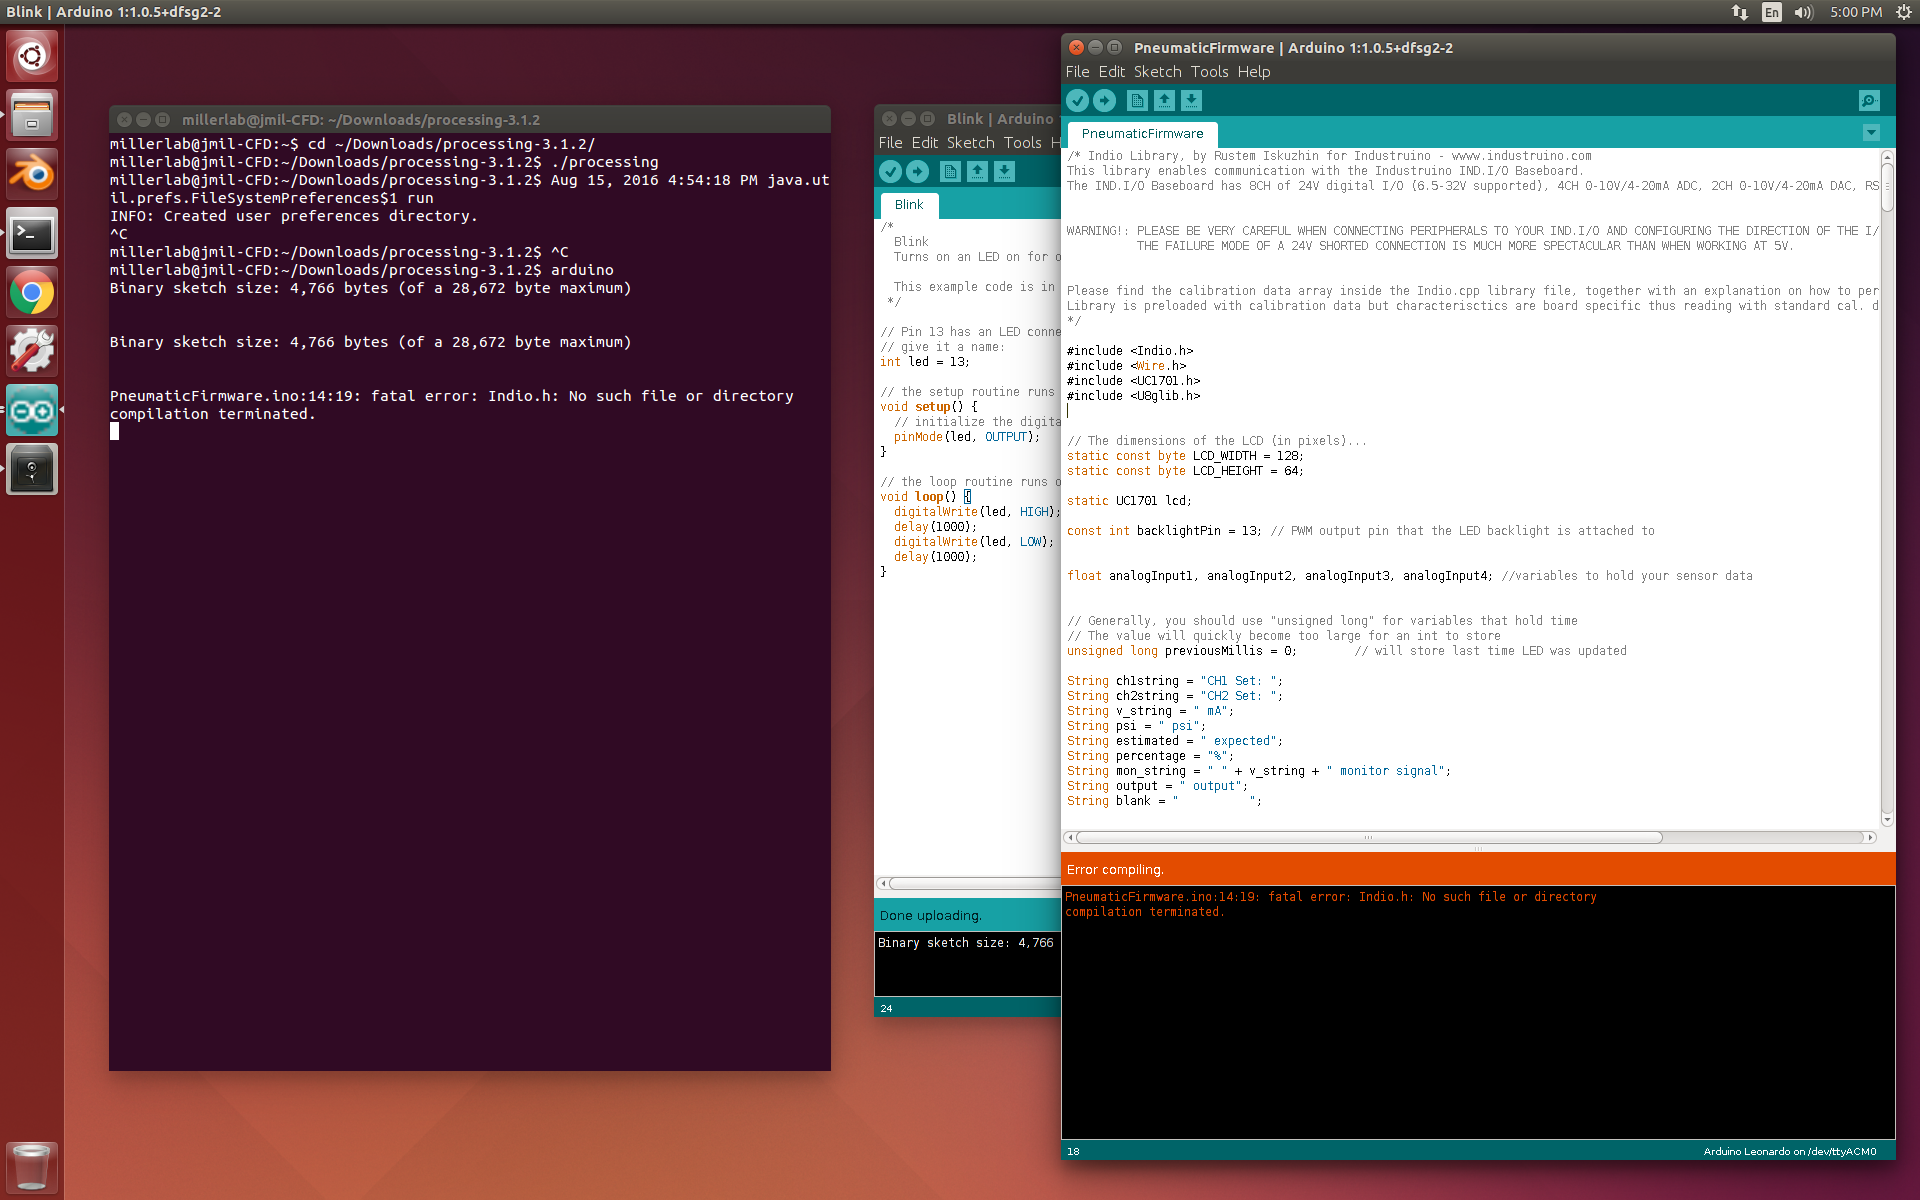 Blink | Arduino 1:1.0.5+dfsg2-2
En
5:00 PM
millerlab@jmil-CFD: ~/Downloads/processing-3.1.2
millerlab@jmil-CFD:~$ cd ~/Downloads/processing-3.1.2/
millerlab@jmil-CFD:~/Downloads/processing-3.1.2$ ./processing
millerlab@jmil-CFD:~/Downloads/processing-3.1.2$ Aug 15, 2016 4:54:18 PM java.ut
il.prefs.FileSystemPreferences$1 run
INFO: Created user preferences directory.
^C
millerlab@jmil-CFD:~/Downloads/processing-3.1.2$ ^C
millerlab@jmil-CFD:~/Downloads/processing-3.1.2$ arduino
Binary sketch size: 4,766 bytes (of a 28,672 byte maximum)
Binary sketch size: 4,766 bytes (of a 28,672 byte maximum)
PneumaticFirmware.ino:14:19: fatal error: Indio.h: No such file or directory
compilation terminated.
Blink | Arduino
File Edit Sketch Tools H
Blink
/*
Blink
Turns on an LED on for o
This example code is in
*/
// Pin 13 has an LED conne
// give it a name:
int led = 13;
// the setup routine runs
void setup() {
// initialize the digita
pinMode(led, OUTPUT);
}
// the loop routine runs o
void loop() {
digitalWrite(led, HIGH);
delay(1000);
digitalWrite(led, LOW);
delay(1000);
}
Done uploading.
Binary sketch size: 4,766
24
PneumaticFirmware | Arduino 1:1.0.5+dfsg2-2
File Edit Sketch Tools Help
PneumaticFirmware
/* Indio Library, by Rustem Iskuzhin for Industruino - wwww.industruino.com
This library enables communication with the Industruino IND.I/O Baseboard.
The IND.I/O Baseboard has 8CH of 24V digital I/O (6.5-32V supported), 4CH 0-10V/4-20mA ADC, 2CH 0-10V/4-20mA DAC, RS
WARNING!: PLEASE BE VERY CAREFUL WHEN CONNECTING PERIPHERALS TO YOUR IND.I/O AND CONFIGURING THE DIRECTION OF THE I/
THE FAILURE MODE OF A 24V SHORTED CONNECTION IS MUCH MORE SPECTACULAR THAN WHEN WORKING AT 5V.
Please find the calibration data array inside the Indio.cpp library file, together with an explanation on how to per
Library is preloaded with calibration data but characterisctics are board specific thus reading with standard cal. d
*/
#include <Indio.h>
#include <Wire.h>
#include <UC1701.h>
#include <U8glib.h>
// The dimensions of the LCD (in pixels)...
static const byte LCD_WIDTH = 128;
static const byte LCD_HEIGHT = 64;
static UC1701 lcd;
const int backlightPin = 13; // PWM output pin that the LED backlight is attached to
float analogInput1, analogInput2, analogInput3, analogInput4; //variables to hold your sensor data
// Generally, you should use "unsigned long" for variables that hold time
// The value will quickly become too large for an int to store
unsigned long previousMillis = 0; // will store last time LED was updated
String ch1string = "CH1 Set: ";
String ch2string = "CH2 Set: ";
String v_string = " mA";
String psi = " psi";
String estimated = " expected";
String percentage = "%";
String mon_string = " " + v_string + " monitor signal";
String output = " output";
String blank = "          ";
Error compiling.
PneumaticFirmware.ino:14:19: fatal error: Indio.h: No such file or directory
compilation terminated.
18
Arduino Leonardo on /dev/ttyACM0